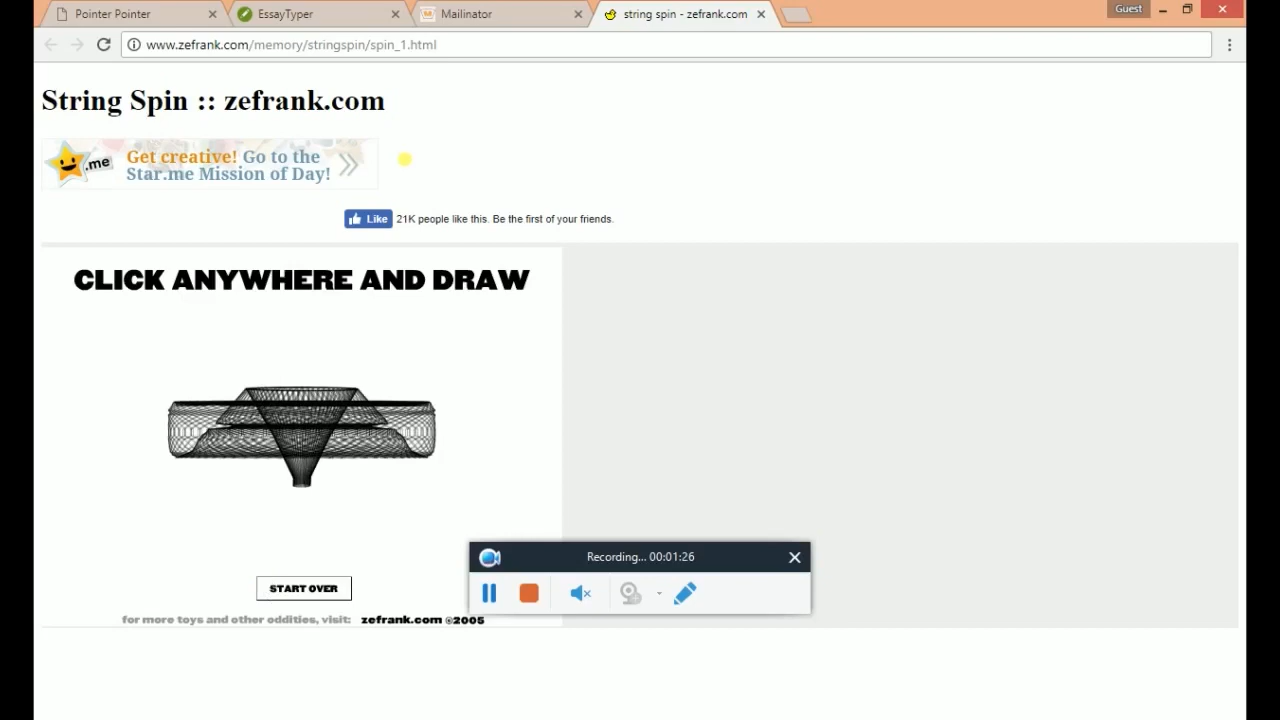 Pointer Pointer
EssayTyper
Mailinator
string spin - zefrank.com
Guest
www.zefrank.com/memory/stringspin/spin_1.html
String Spin :: zefrank.com
.me
Get creative! Go to the
Star.me Mission of Day!
Like
21K people like this. Be the first of your friends.
CLICK ANYWHERE AND DRAW
Recording... 00:01:26
START OVER
for more toys and other oddities, visit: zefrank.com ©2005